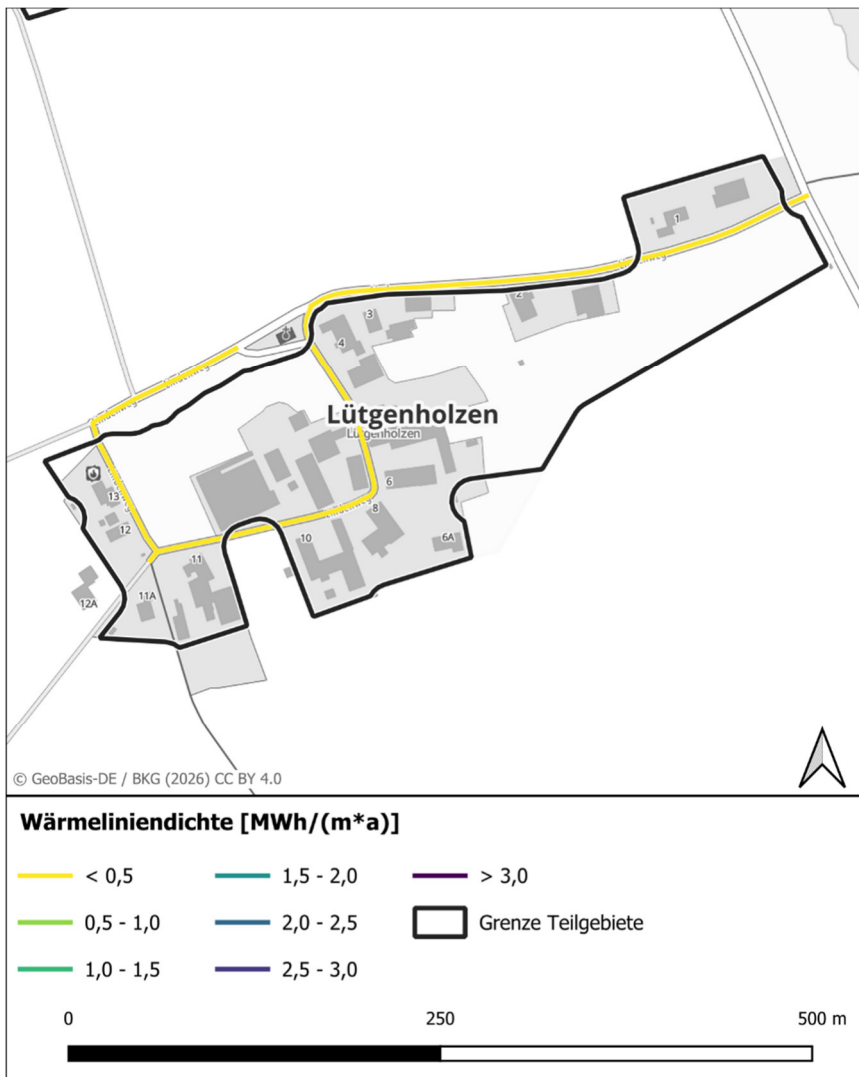 1
2
3
4
Lütgenholzen
Lütgenholzen
6
8
13
12
10
6A
11
11A
12A
© GeoBasis-DE / BKG (2026) CC BY 4.0
Wärmeliniendichte [MWh/(m*a)]
< 0,5
1,5 - 2,0
> 3,0
0,5 - 1,0
2,0 - 2,5
Grenze Teilgebiete
1,0 - 1,5
2,5 - 3,0
0
250
500 m